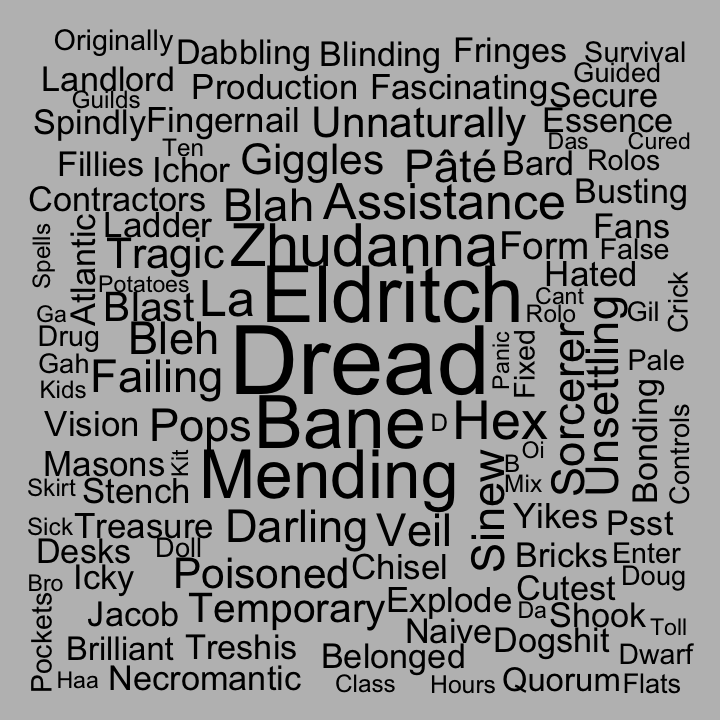 Originally Dabbling Blinding Fringes Survival
Landlord Production Fascinating Guided
Guilds Secure
Spindly Fingernail Unnaturally Essence
Ten Das Cured
Fillies Ichor Giggles Pâté Bard Rolos
Contractors Blah Assistance Busting
Ladder Fans
Spells Atlantic Tragic Zhudanna Form False
Potatoes Hated
Ga Blast La Eldritch Cant
Rolo Gil Crick
Drug Bleh Dread Panic Fixed Sorcerer Unsettling
Gah Failing Pale
Kids
Vision Pops Bane D Hex Bonding Controls
Masons Kit Mending Sinew B Oi
Skirt Stench Mix
Sick Treasure Darling Veil Yikes Psst
Desks Doll
Bro Icky Poisoned Chisel Bricks Enter
Doug
Pockets Jacob Temporary Explode Cutest
Da Shook Toll
Brilliant Treshis Naive Dogshit
Belonged Dwarf
Haa Necromantic Class Hours Quorum Flats